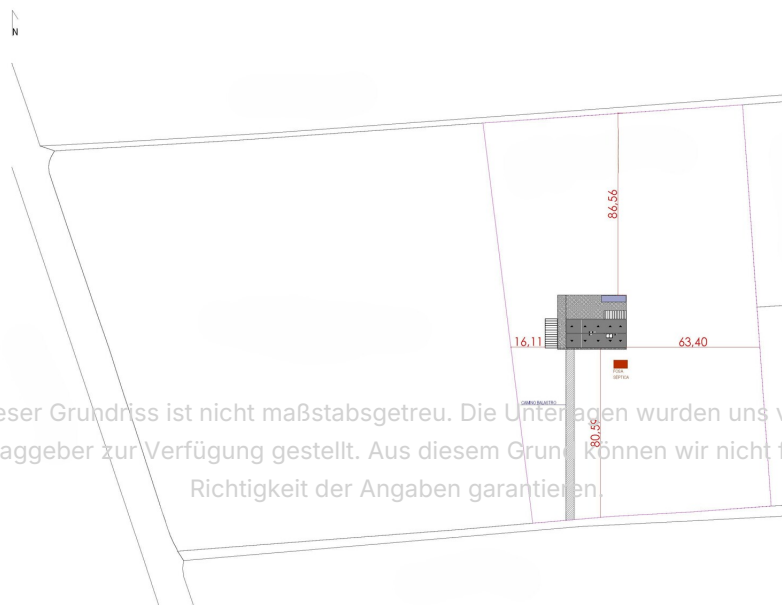 N
86,56
16,11
63,40
FOSA
SEPTICA
CAMINO BALASTRO
80,59
ieser Grundriss ist nicht maßstabsgetreu. Die Unterlagen wurden uns v
aggeber zur Verfügung gestellt. Aus diesem Grund können wir nicht f
Richtigkeit der Angaben garantieren.